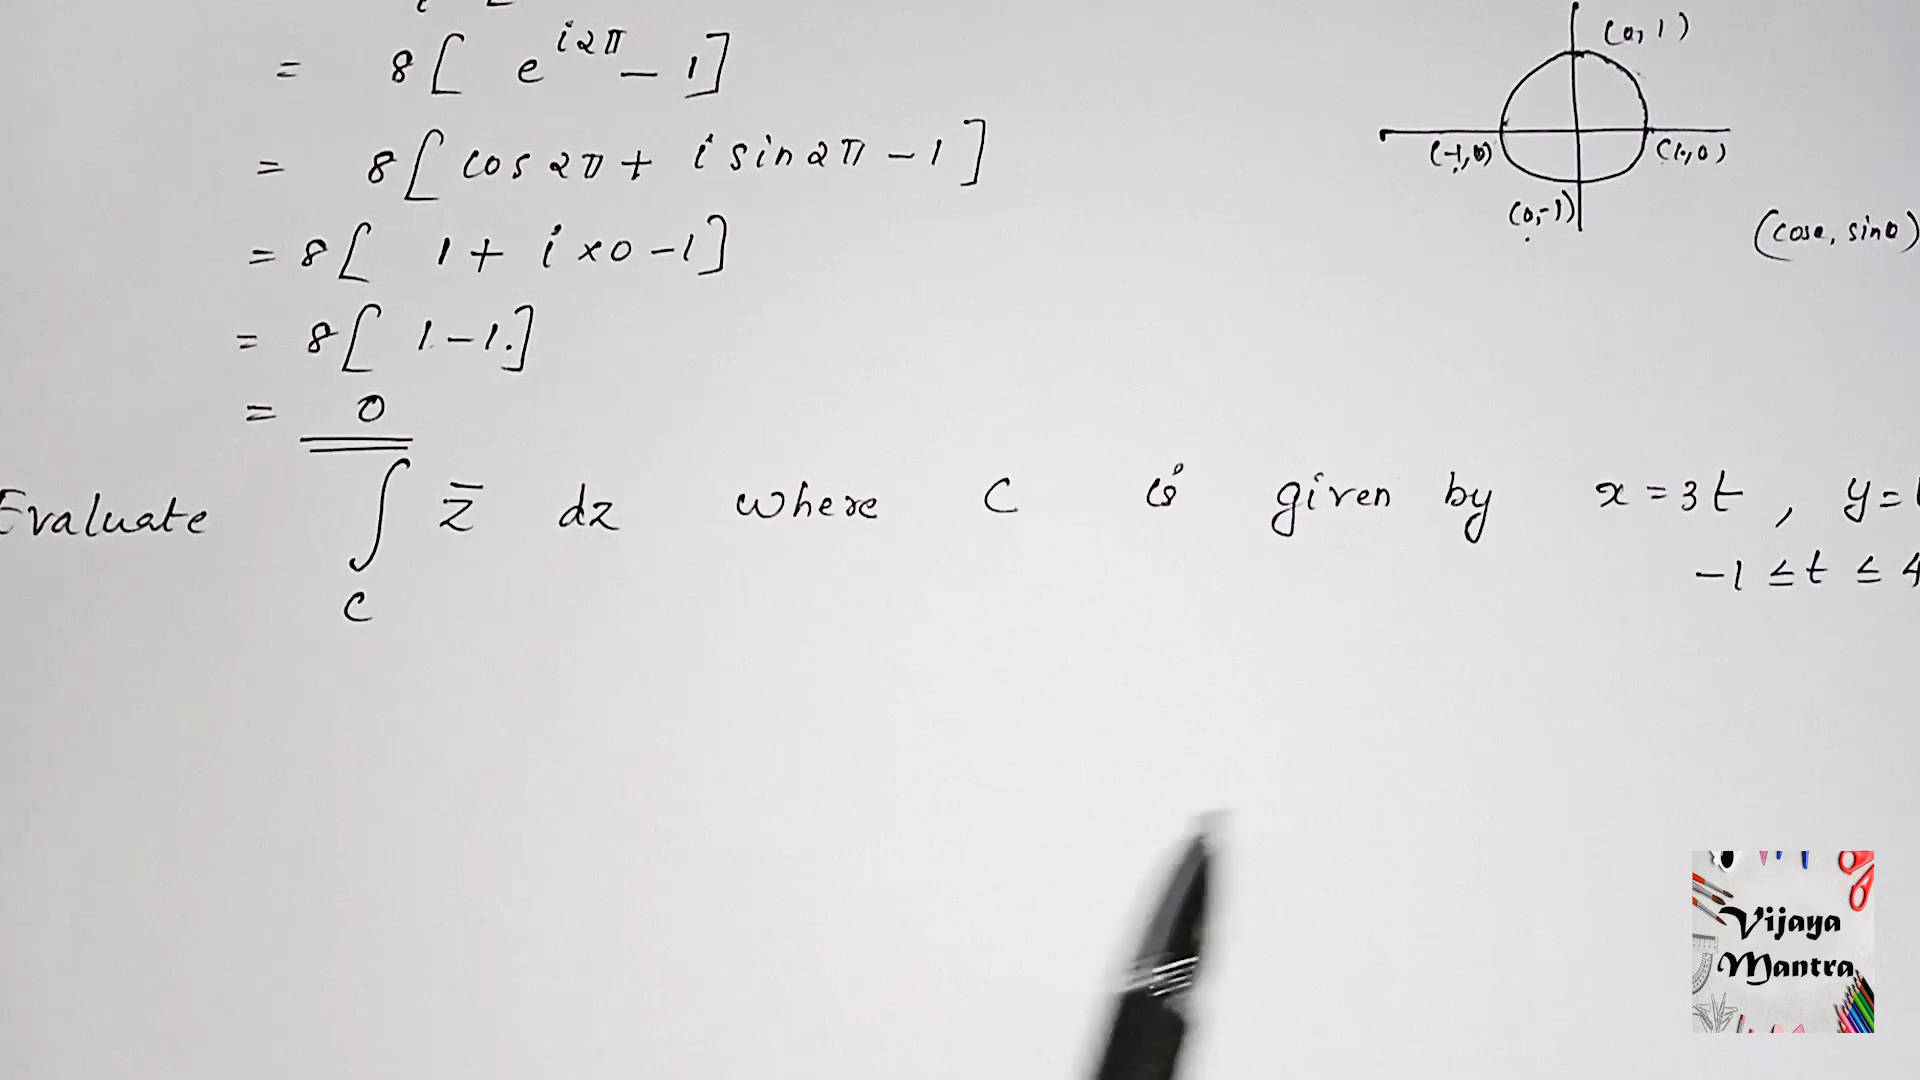 = 8[ e^{i2π} - 1]
(0,1)
= 8[ cos 2π + i sin 2π - 1]
(-1,0) (1,0)
(0,-1)
(cosθ, sinθ)
= 8[ 1 + i × 0 - 1]
= 8[ 1 - 1.]
= 0
Evaluate ∫ z̄ dz where C is given by x = 3t , y =
-1 ≤ t ≤ 4
C
Vijaya
Mantra